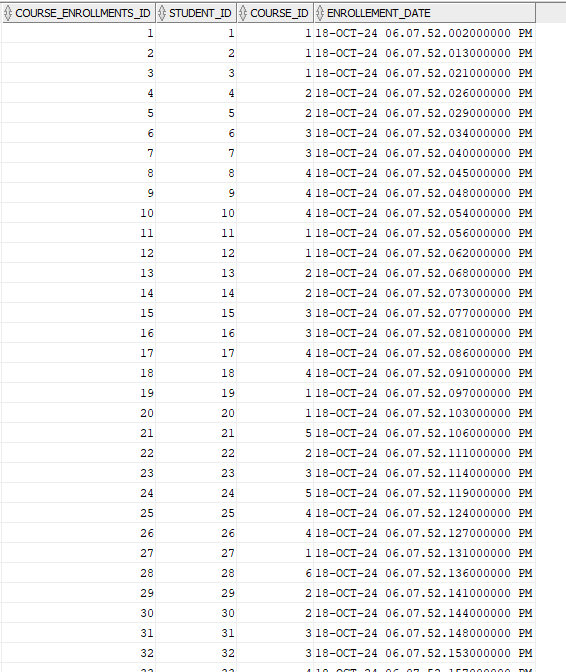 COURSE_ENROLLMENTS_ID STUDENT_ID COURSE_ID ENROLLEMENT_DATE
1 1 1 18-OCT-24 06.07.52.002000000 PM
2 2 1 18-OCT-24 06.07.52.013000000 PM
3 3 1 18-OCT-24 06.07.52.021000000 PM
4 4 2 18-OCT-24 06.07.52.026000000 PM
5 5 2 18-OCT-24 06.07.52.029000000 PM
6 6 3 18-OCT-24 06.07.52.034000000 PM
7 7 3 18-OCT-24 06.07.52.040000000 PM
8 8 4 18-OCT-24 06.07.52.045000000 PM
9 9 4 18-OCT-24 06.07.52.048000000 PM
10 10 4 18-OCT-24 06.07.52.054000000 PM
11 11 1 18-OCT-24 06.07.52.056000000 PM
12 12 1 18-OCT-24 06.07.52.062000000 PM
13 13 2 18-OCT-24 06.07.52.068000000 PM
14 14 2 18-OCT-24 06.07.52.073000000 PM
15 15 3 18-OCT-24 06.07.52.077000000 PM
16 16 3 18-OCT-24 06.07.52.081000000 PM
17 17 4 18-OCT-24 06.07.52.086000000 PM
18 18 4 18-OCT-24 06.07.52.091000000 PM
19 19 1 18-OCT-24 06.07.52.097000000 PM
20 20 1 18-OCT-24 06.07.52.103000000 PM
21 21 5 18-OCT-24 06.07.52.106000000 PM
22 22 2 18-OCT-24 06.07.52.111000000 PM
23 23 3 18-OCT-24 06.07.52.114000000 PM
24 24 5 18-OCT-24 06.07.52.119000000 PM
25 25 4 18-OCT-24 06.07.52.124000000 PM
26 26 4 18-OCT-24 06.07.52.127000000 PM
27 27 1 18-OCT-24 06.07.52.131000000 PM
28 28 6 18-OCT-24 06.07.52.136000000 PM
29 29 2 18-OCT-24 06.07.52.141000000 PM
30 30 2 18-OCT-24 06.07.52.144000000 PM
31 31 3 18-OCT-24 06.07.52.148000000 PM
32 32 3 18-OCT-24 06.07.52.153000000 PM